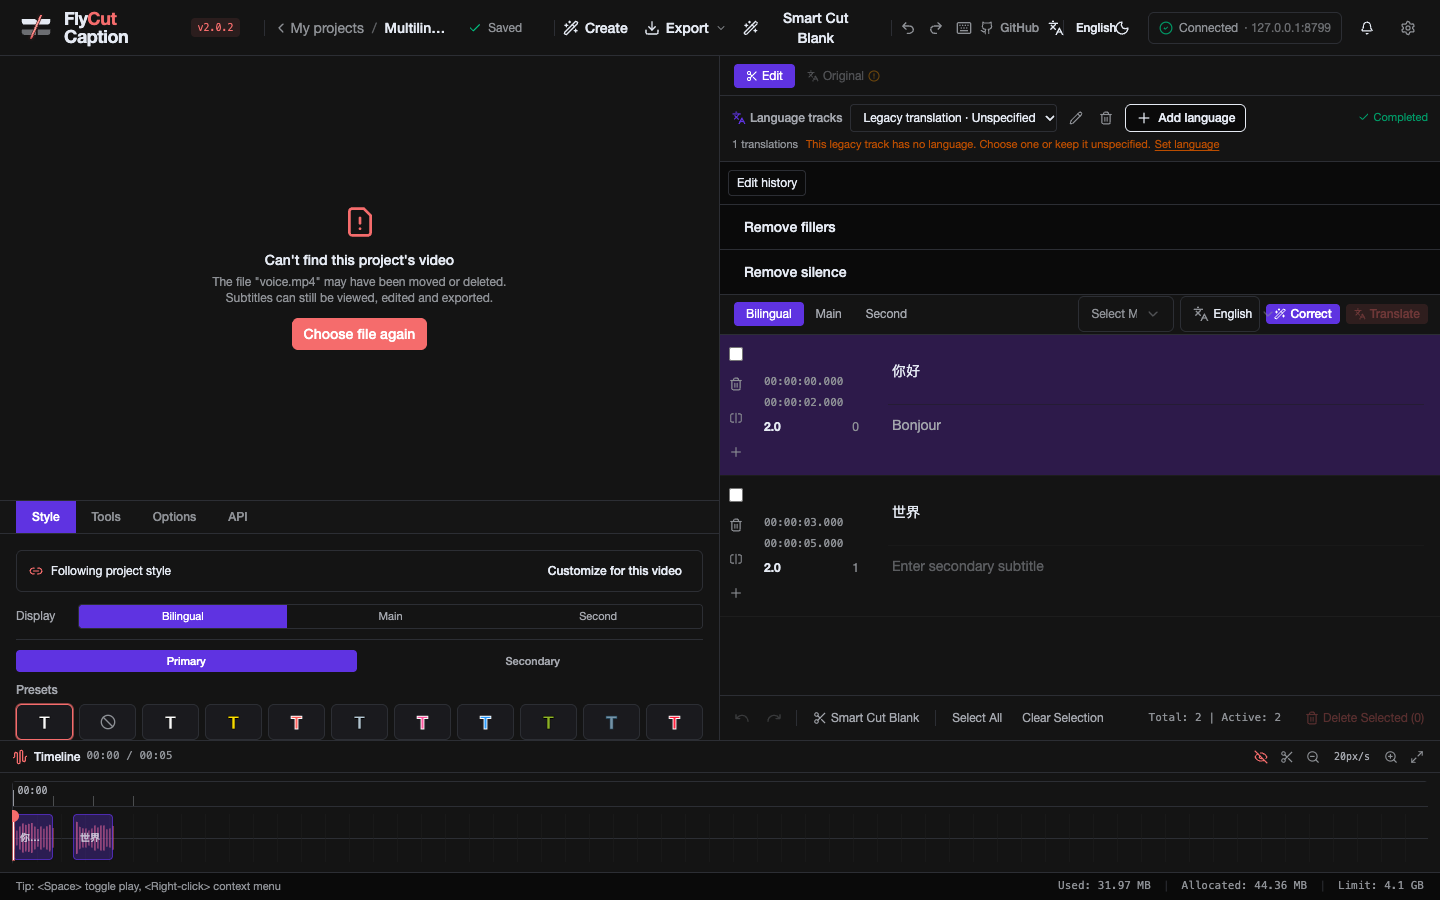 FlyCut
Caption
v2.0.2
My projects / Multilin...
Saved
Create
Export
Smart Cut
Blank
GitHub
English
Connected · 127.0.0.1:8799
Edit
Original
Language tracks
Legacy translation · Unspecified
Add language
Completed
1 translations
This legacy track has no language. Choose one or keep it unspecified. Set language
Edit history
Remove fillers
Remove silence
Can't find this project's video
The file "voice.mp4" may have been moved or deleted.
Subtitles can still be viewed, edited and exported.
Choose file again
Bilingual
Main
Second
Select M
English
Correct
Translate
你好
00:00:00.000
00:00:02.000
2.0
0
Bonjour
世界
00:00:03.000
00:00:05.000
2.0
1
Enter secondary subtitle
Style
Tools
Options
API
Following project style
Customize for this video
Display
Bilingual
Main
Second
Primary
Secondary
Presets
T T T T T T T T T T
Smart Cut Blank
Select All
Clear Selection
Total: 2 | Active: 2
Delete Selected (0)
Timeline
00:00 / 00:05
20px/s
00:00
你...
世界
Tip: <Space> toggle play, <Right-click> context menu
Used: 31.97 MB | Allocated: 44.36 MB | Limit: 4.1 GB